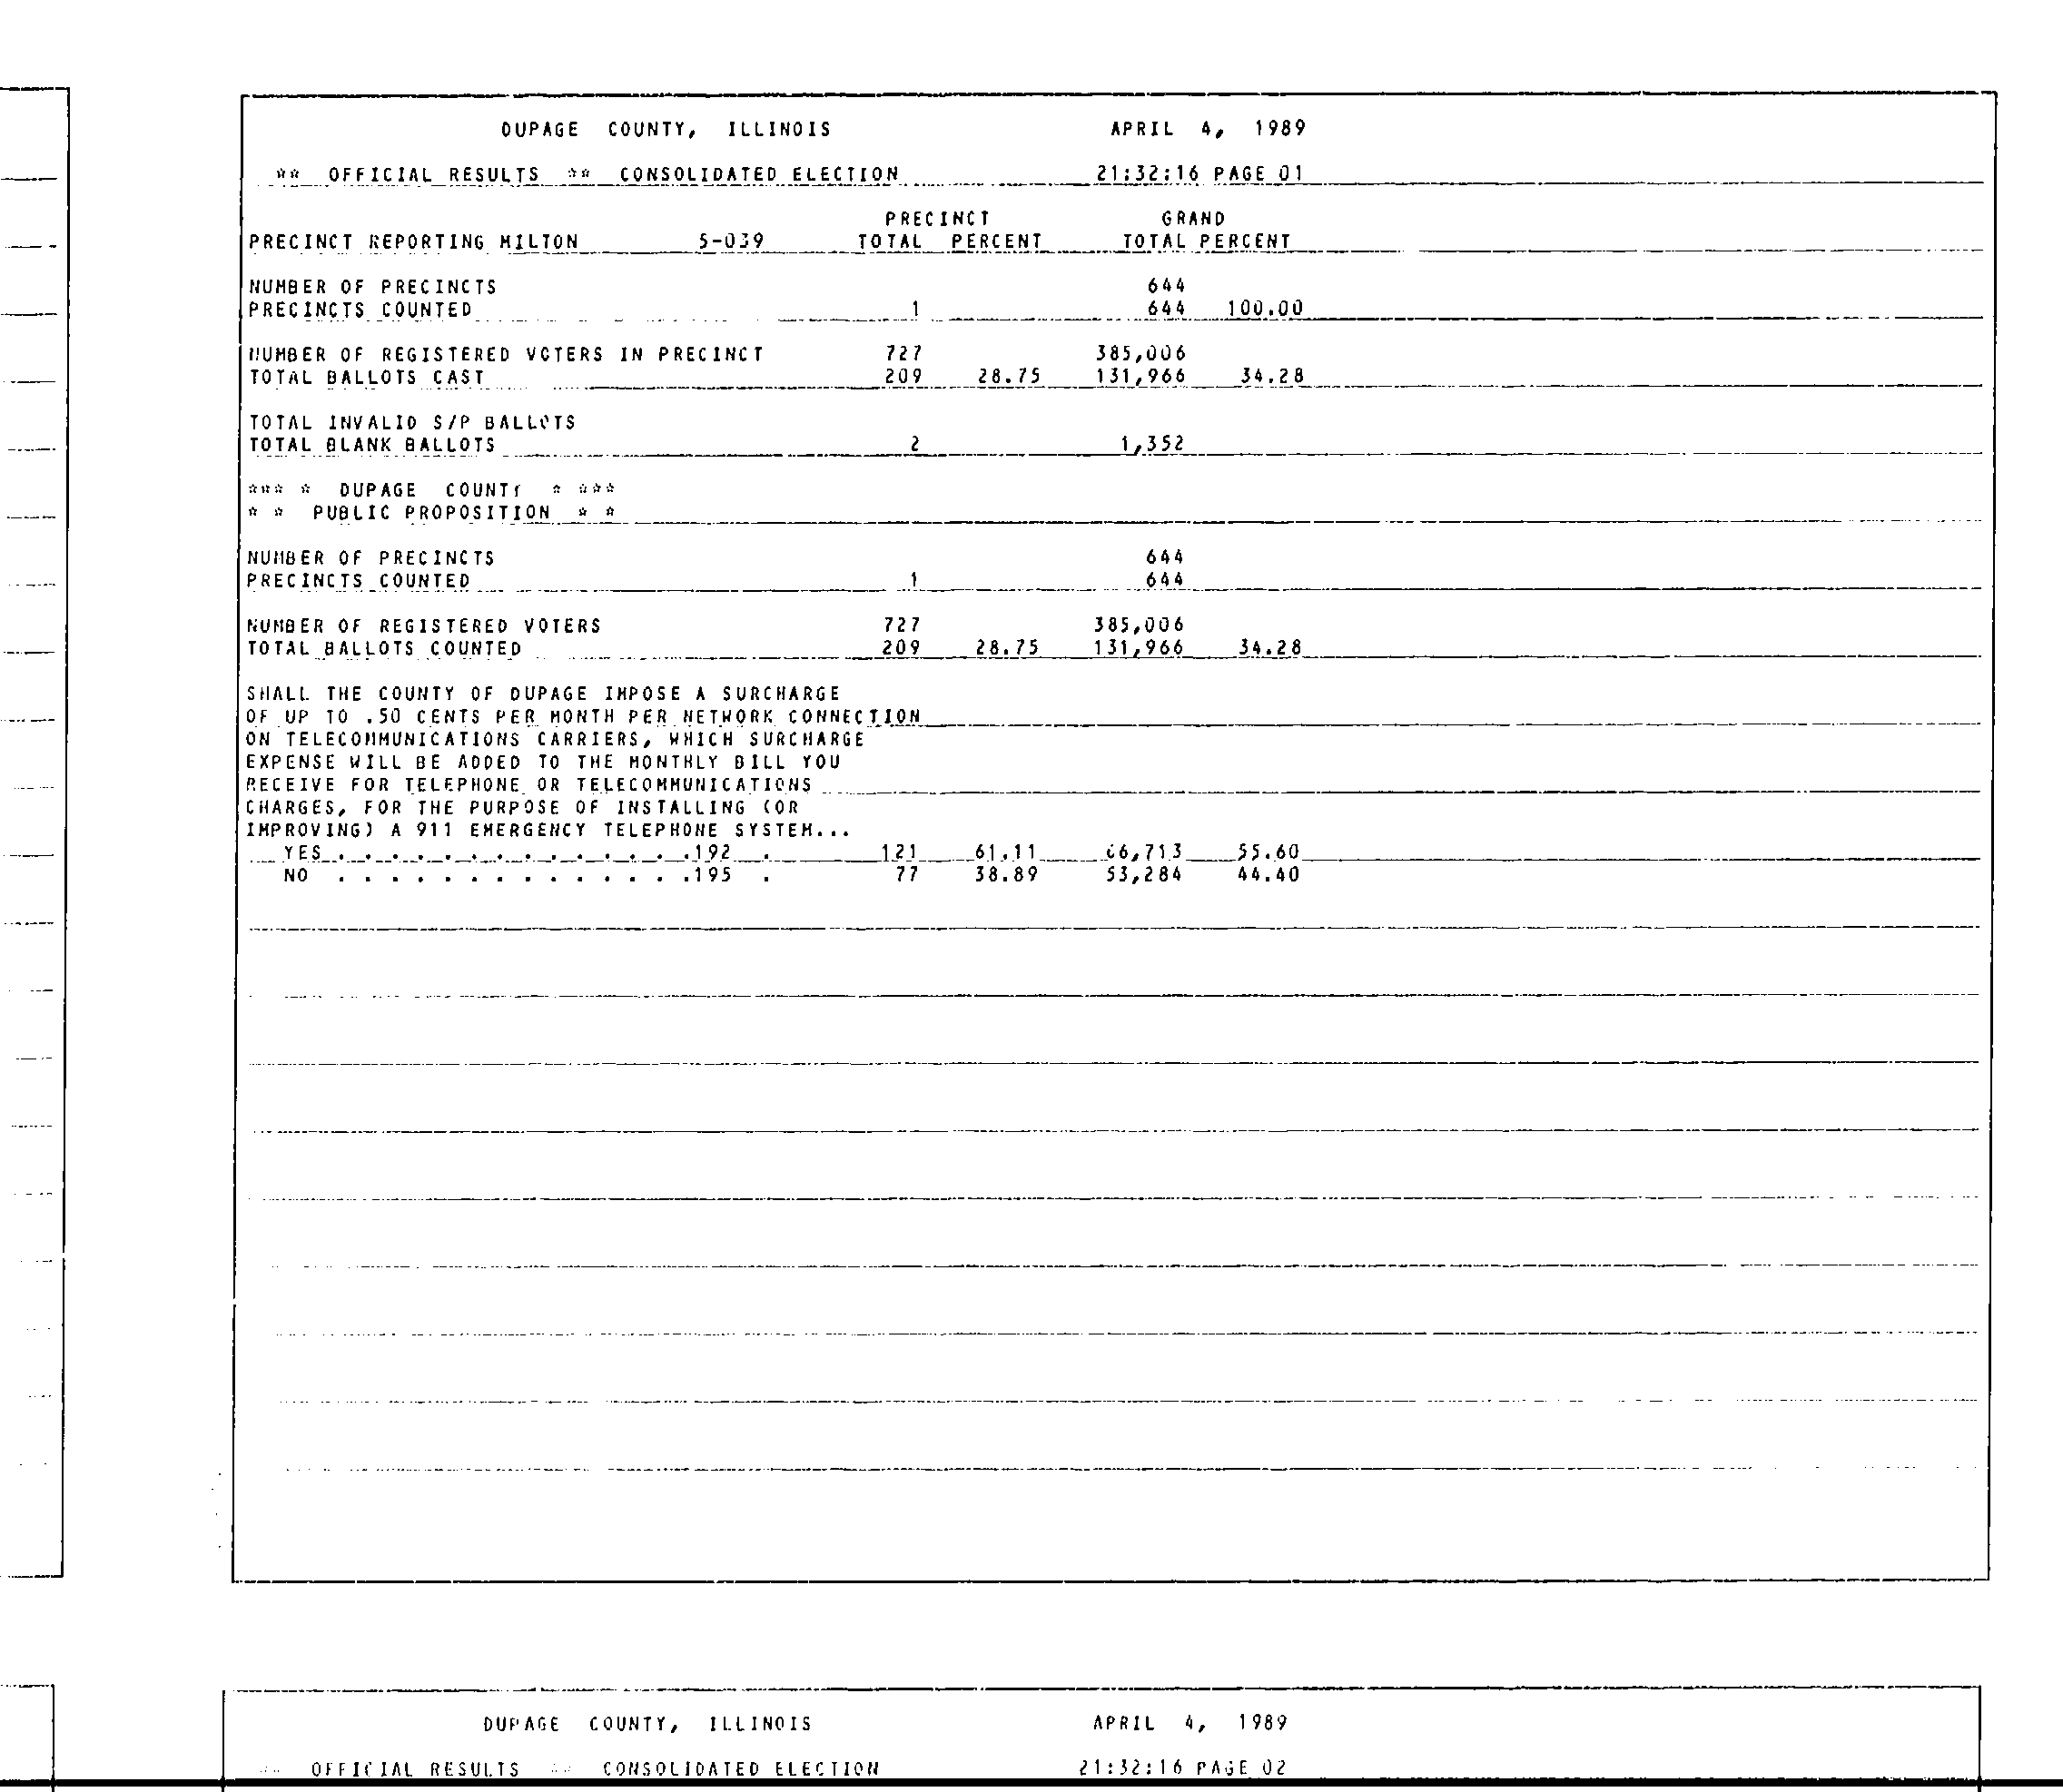 DUPAGE COUNTY, ILLINOIS APRIL 4, 1989
** OFFICIAL RESULTS ** CONSOLIDATED ELECTION 21:32:16 PAGE 01
PRECINCT GRAND
PRECINCT REPORTING MILTON 5-039 TOTAL PERCENT TOTAL PERCENT
NUMBER OF PRECINCTS 644
PRECINCTS COUNTED 1 644 100.00
NUMBER OF REGISTERED VOTERS IN PRECINCT 727 385,006
TOTAL BALLOTS CAST 209 28.75 131,966 34.28
TOTAL INVALID S/P BALLOTS
TOTAL BLANK BALLOTS 2 1,352
*** * DUPAGE COUNTY * ***
* * PUBLIC PROPOSITION * *
NUMBER OF PRECINCTS 644
PRECINCTS COUNTED 1 644
NUMBER OF REGISTERED VOTERS 727 385,006
TOTAL BALLOTS COUNTED 209 28.75 131,966 34.28
SHALL THE COUNTY OF DUPAGE IMPOSE A SURCHARGE
OF UP TO .50 CENTS PER MONTH PER NETWORK CONNECTION
ON TELECOMMUNICATIONS CARRIERS, WHICH SURCHARGE
EXPENSE WILL BE ADDED TO THE MONTHLY BILL YOU
RECEIVE FOR TELEPHONE OR TELECOMMUNICATIONS
CHARGES, FOR THE PURPOSE OF INSTALLING (OR
IMPROVING) A 911 EMERGENCY TELEPHONE SYSTEM...
YES . . . . . . . . . . . . . .192 . 121 61.11 66,713 55.60
NO . . . . . . . . . . . . . .195 . 77 38.89 53,284 44.40
DUPAGE COUNTY, ILLINOIS APRIL 4, 1989
** OFFICIAL RESULTS ** CONSOLIDATED ELECTION 21:32:16 PAGE 02